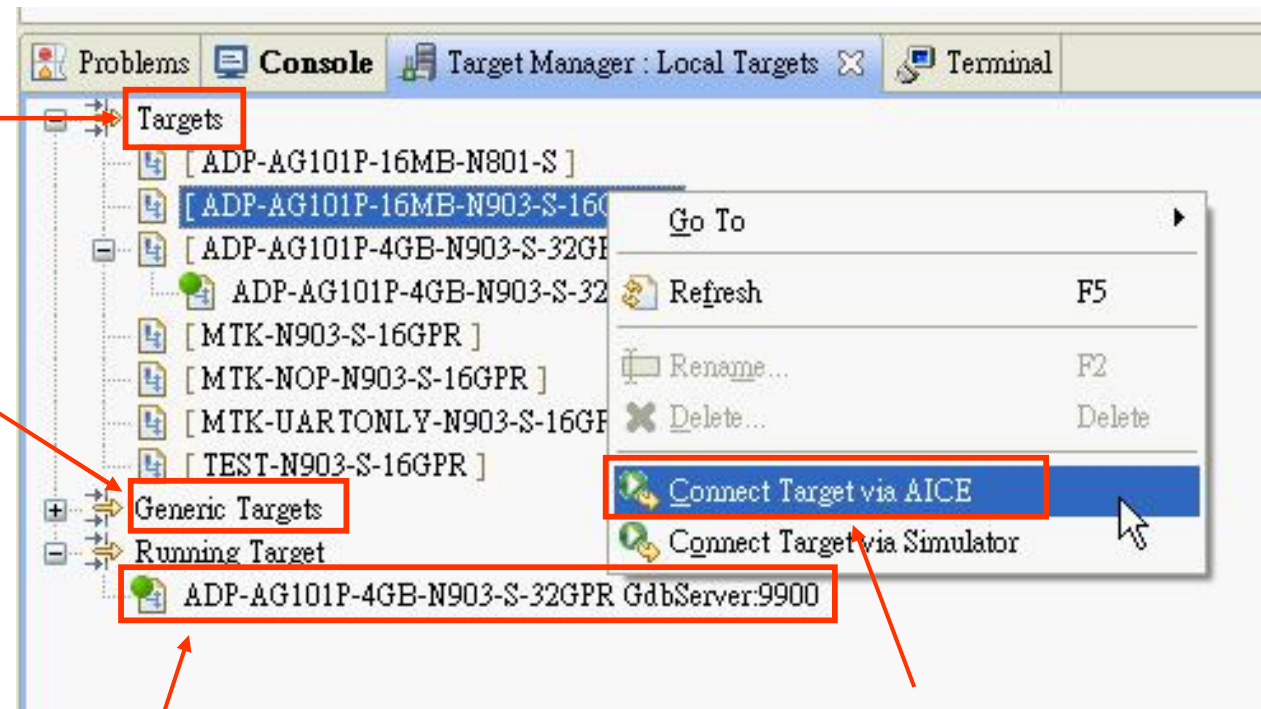 Problems Console Target Manager : Local Targets Terminal
Targets
[ ADP-AG101P-16MB-N801-S ]
[ ADP-AG101P-16MB-N903-S-16G
[ ADP-AG101P-4GB-N903-S-32GP
ADP-AG101P-4GB-N903-S-32
[ MTK-N903-S-16GPR ]
[ MTK-NOP-N903-S-16GPR ]
[ MTK-UARTONLY-N903-S-16GP
[ TEST-N903-S-16GPR ]
Generic Targets
Running Target
ADP-AG101P-4GB-N903-S-32GPR GdbServer:9900
Go To
Refresh F5
Rename... F2
Delete... Delete
Connect Target via AICE
Connect Target via Simulator